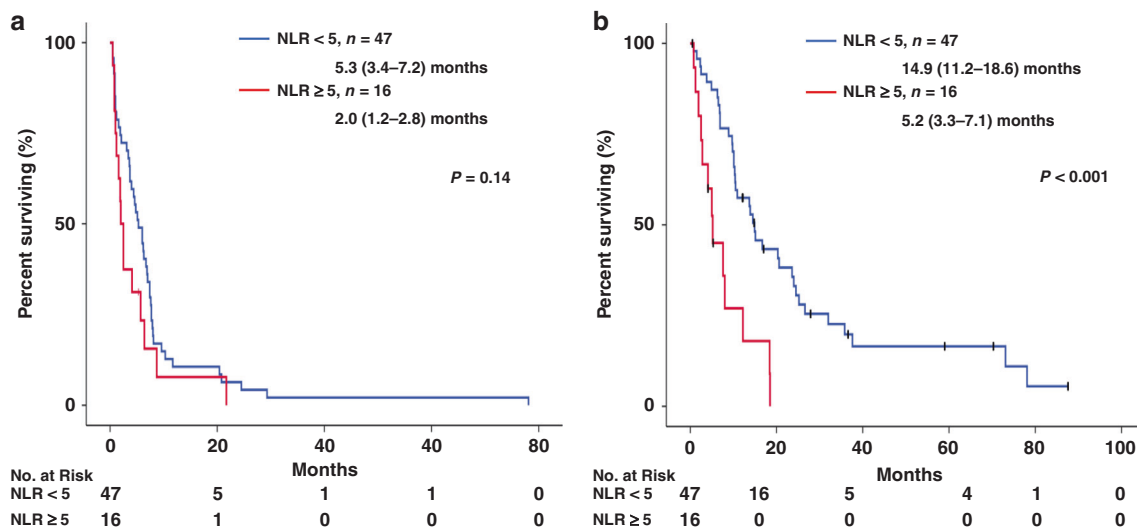 a
100
50
0
Percent surviving (%)
NLR < 5, n = 47
5.3 (3.4–7.2) months
NLR ≥ 5, n = 16
2.0 (1.2–2.8) months
P = 0.14
0 20 40 40 80
Months
No. at Risk
NLR < 5 47 5 1 1 0
NLR ≥ 5 16 1 0 0 0
b
100
50
0
Percent surviving (%)
NLR < 5, n = 47
14.9 (11.2–18.6) months
NLR ≥ 5, n = 16
5.2 (3.3–7.1) months
P < 0.001
0 20 40 60 80 100
Months
No. at Risk
NLR < 5 47 16 5 4 1 0
NLR ≥ 5 16 0 0 0 0 0